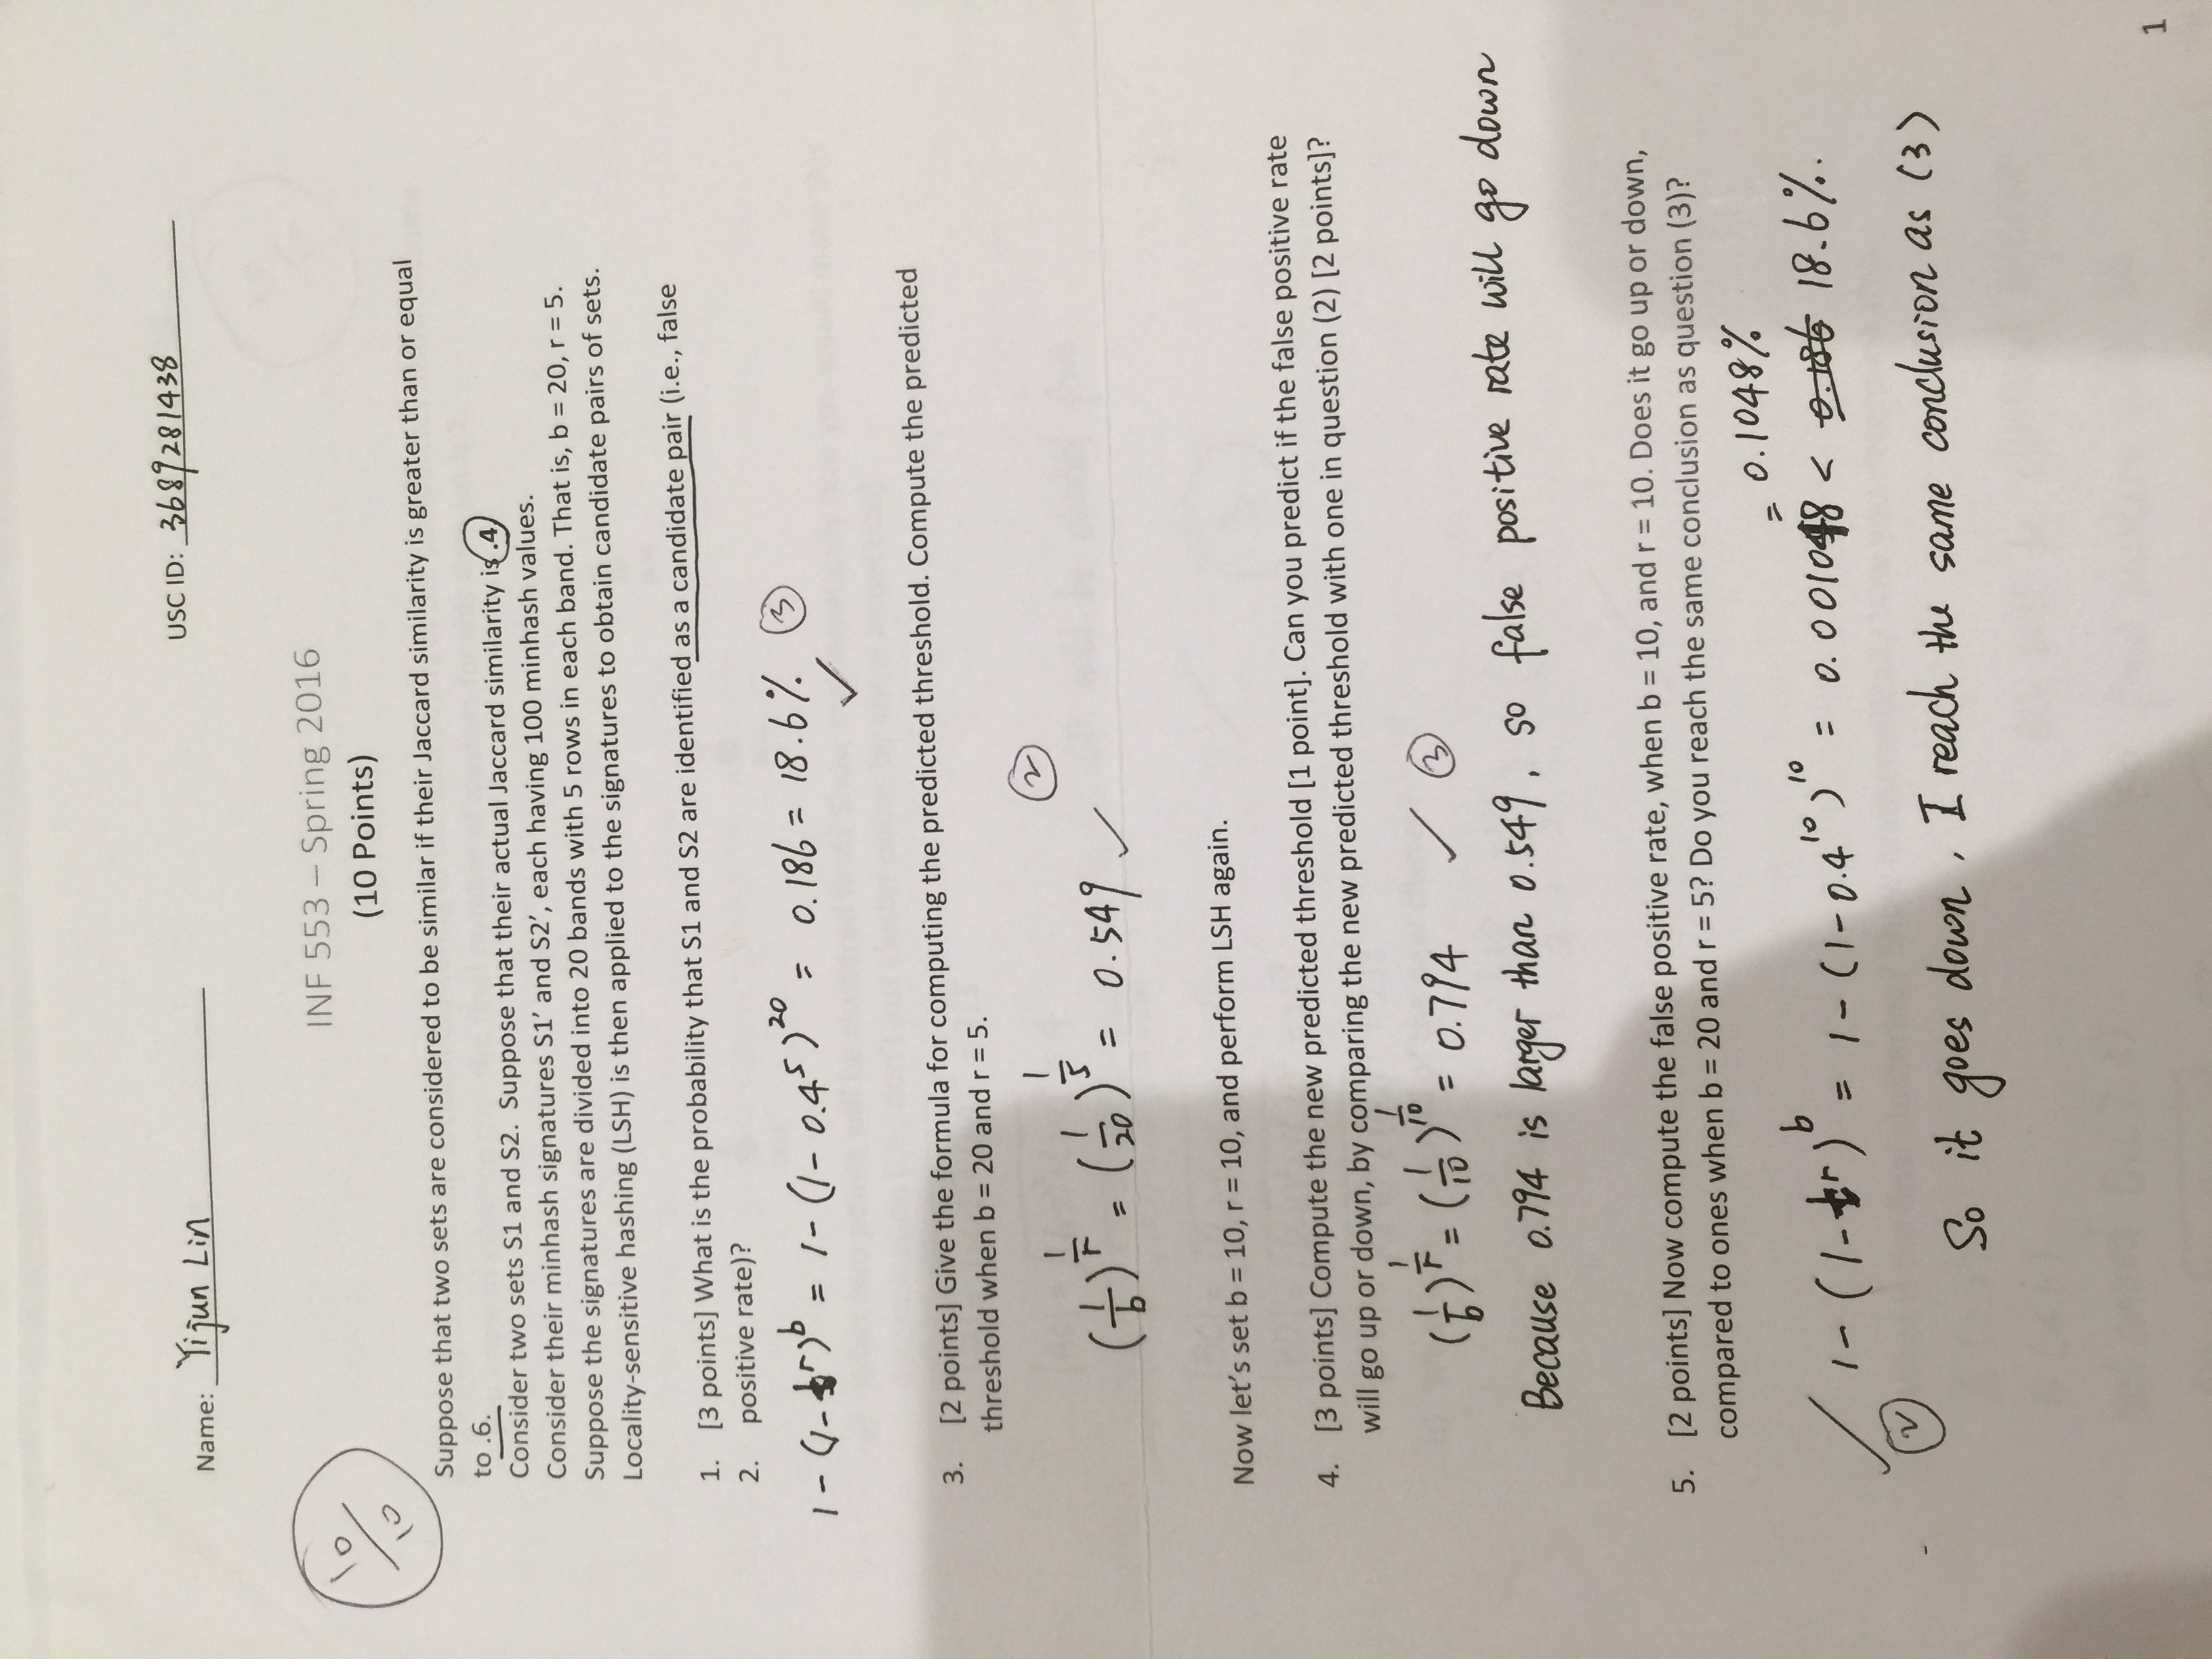 Name: Yijun Lin
USC ID: 3689281438
10/10
INF 553 – Spring 2016
(10 Points)
Suppose that two sets are considered to be similar if their Jaccard similarity is greater than or equal
to .6.
Consider two sets S1 and S2.  Suppose that their actual Jaccard similarity is .4
Consider their minhash signatures S1’ and S2’, each having 100 minhash values.
Suppose the signatures are divided into 20 bands with 5 rows in each band. That is, b = 20, r = 5.
Locality-sensitive hashing (LSH) is then applied to the signatures to obtain candidate pairs of sets.
1. [3 points] What is the probability that S1 and S2 are identified as a candidate pair (i.e., false
2. positive rate)?
1-(1-t^r)^b = 1-(1-0.4^5)^20 = 0.186 = 18.6% ③
✓
3. [2 points] Give the formula for computing the predicted threshold. Compute the predicted
threshold when b = 20 and r = 5.
②
(1/b)^(1/r) = (1/20)^(1/5) = 0.549 ✓
Now let’s set b = 10, r = 10, and perform LSH again.
4. [3 points] Compute the new predicted threshold [1 point]. Can you predict if the false positive rate
will go up or down, by comparing the new predicted threshold with one in question (2) [2 points]?
(1/b)^(1/r) = (1/10)^(1/10) = 0.794 ✓ ③
Because 0.794 is larger than 0.549, so false positive rate will go down
5. [2 points] Now compute the false positive rate, when b = 10, and r = 10. Does it go up or down,
compared to ones when b = 20 and r = 5? Do you reach the same conclusion as question (3)?
= 0.1048%
✓ 1-(1-t^r)^b = 1-(1-0.4^10)^10 = 0.001048 < 0.186 18.6%.
②
So it goes down, I reach the same conclusion as (3)
1